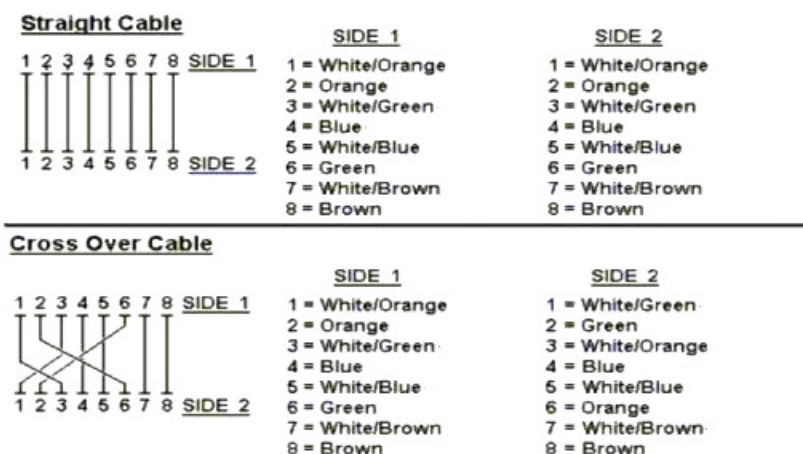 Straight Cable
1 2 3 4 5 6 7 8 SIDE 1
1 2 3 4 5 6 7 8 SIDE 2
SIDE 1
1 = White/Orange
2 = Orange
3 = White/Green
4 = Blue
5 = White/Blue
6 = Green
7 = White/Brown
8 = Brown
SIDE 2
1 = White/Orange
2 = Orange
3 = White/Green
4 = Blue
5 = White/Blue
6 = Green
7 = White/Brown
8 = Brown
Cross Over Cable
1 2 3 4 5 6 7 8 SIDE 1
1 2 3 4 5 6 7 8 SIDE 2
SIDE 1
1 = White/Orange
2 = Orange
3 = White/Green
4 = Blue
5 = White/Blue
6 = Green
7 = White/Brown
8 = Brown
SIDE 2
1 = White/Green
2 = Green
3 = White/Orange
4 = Blue
5 = White/Blue
6 = Orange
7 = White/Brown
8 = Brown